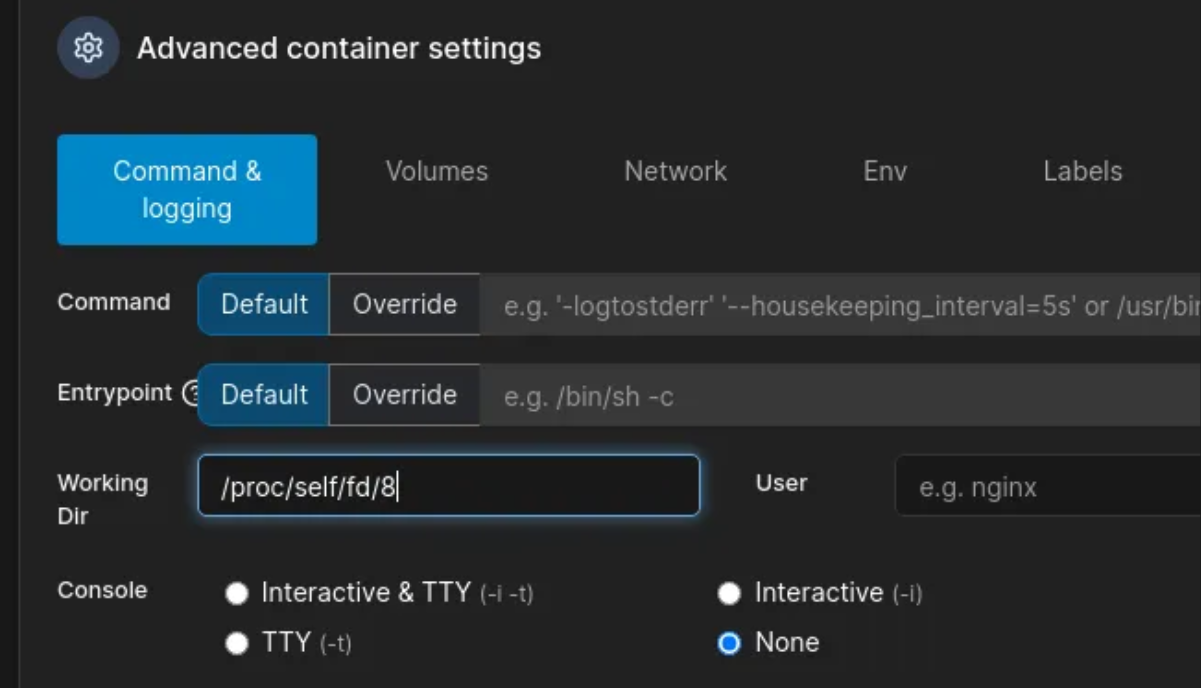 Advanced container settings
Command & logging Volumes Network Env Labels
Command Default Override e.g. '-logtostderr' '--housekeeping_interval=5s' or /usr/bin
Entrypoint Default Override e.g. /bin/sh -c
Working Dir /proc/self/fd/8 User e.g. nginx
Console Interactive & TTY (-i -t) Interactive (-i)
TTY (-t) None